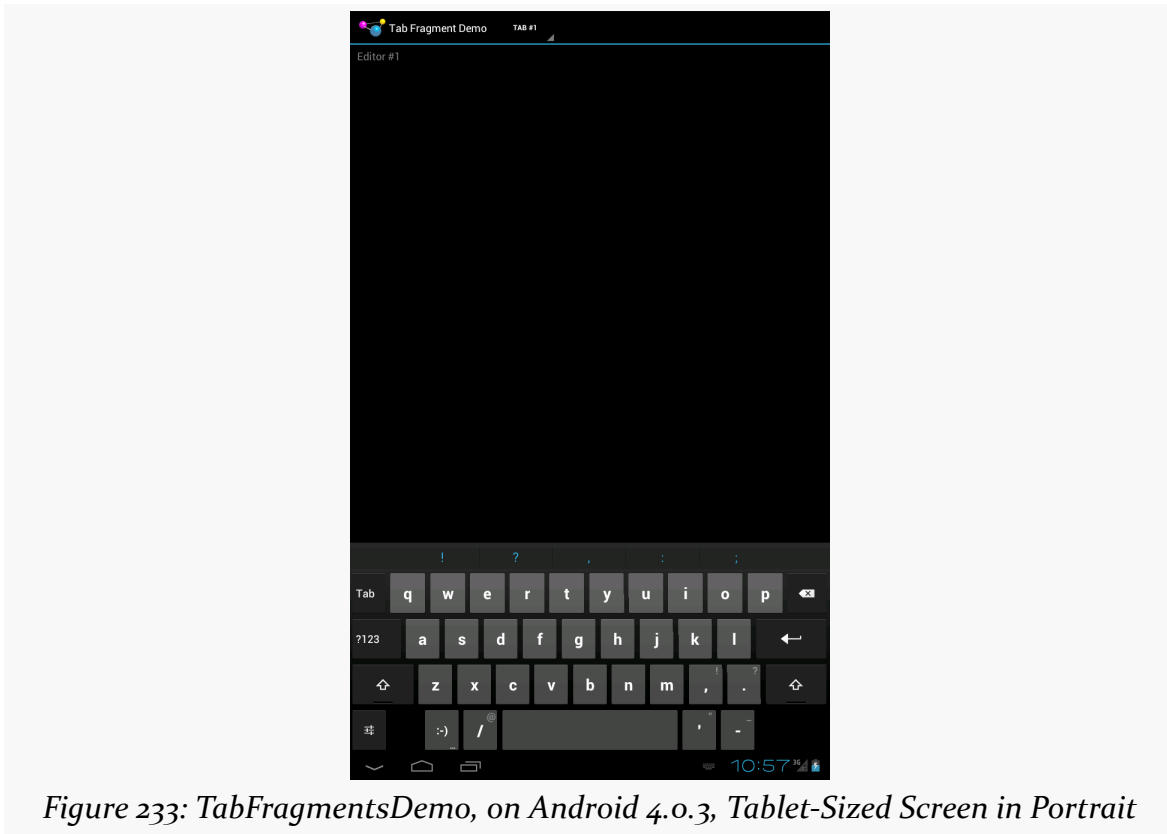 Tab Fragment Demo TAB #1
Editor #1
! ? , : ;
Tab q w e r t y u i o p
?123 a s d f g h j k l
z x c v b n m , ! . ?
:-) ... / @ ' " - _
10:57 3G
Figure 233: TabFragmentsDemo, on Android 4.0.3, Tablet-Sized Screen in Portrait